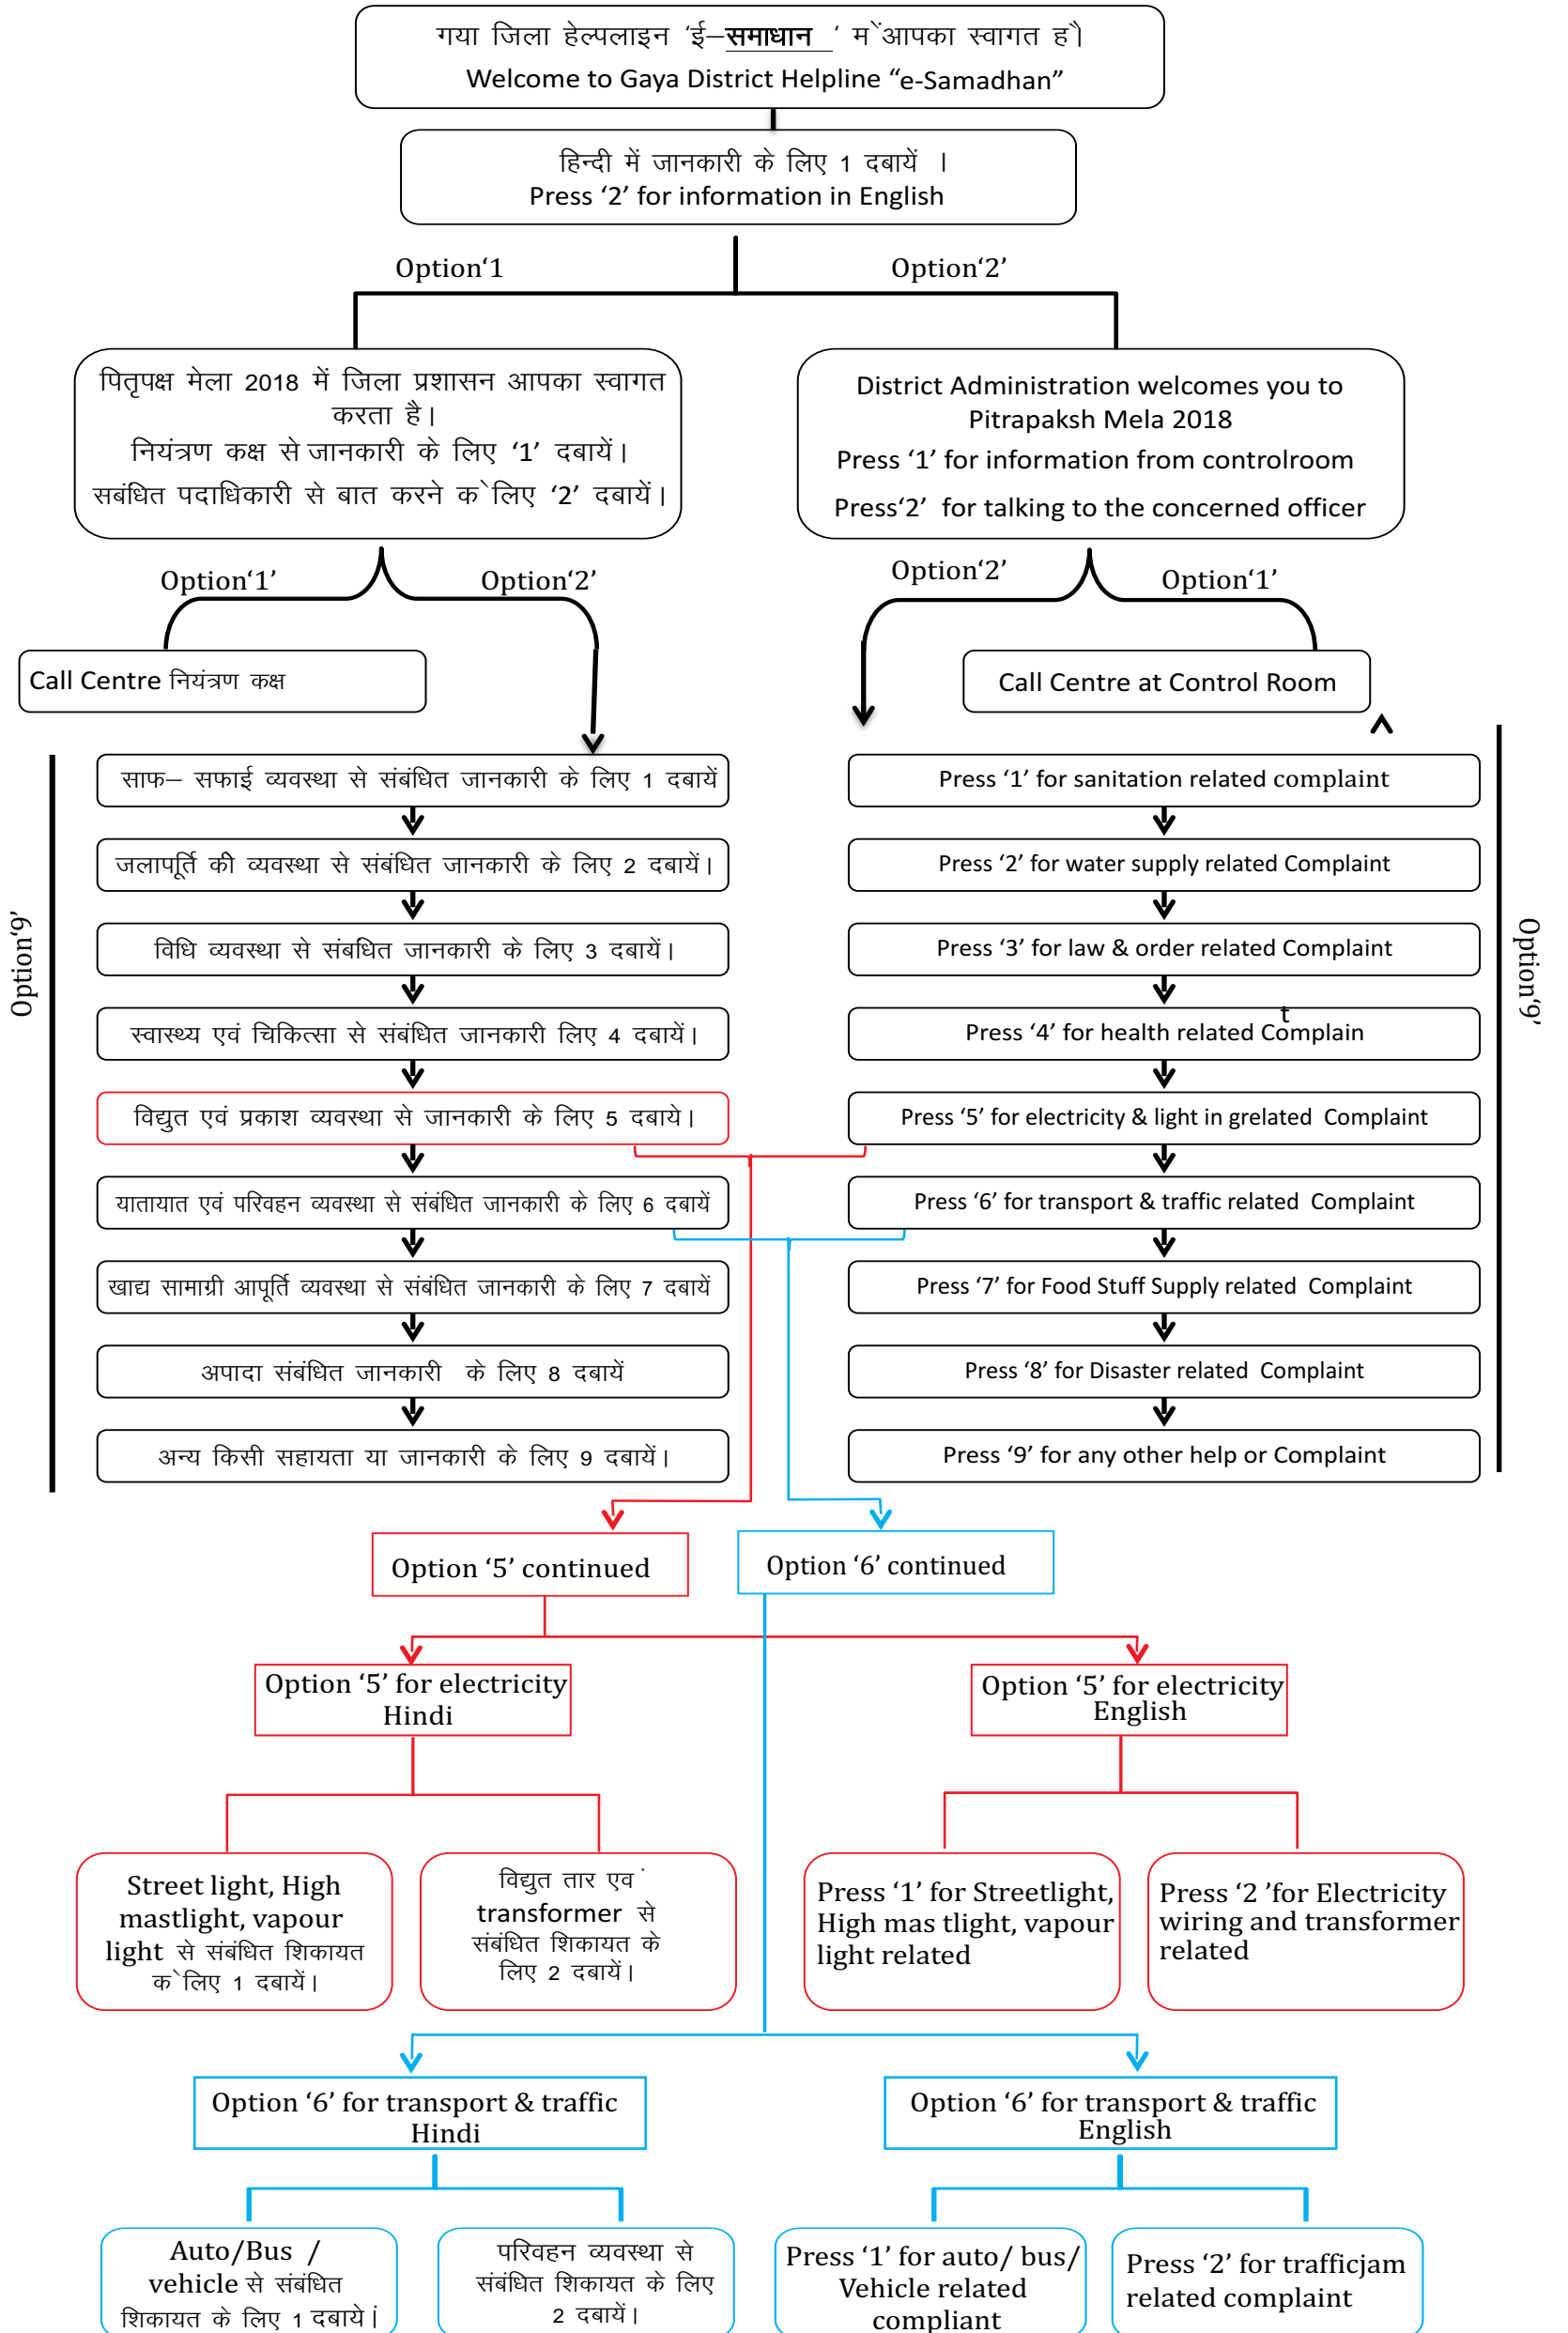 गया जिला हेल्पलाइन ‘ई–समाधान ‘ में आपका स्वागत है।
Welcome to Gaya District Helpline “e-Samadhan”
हिन्दी में जानकारी के लिए 1 दबायें ।
Press ‘2’ for information in English
Option‘1
Option‘2’
पितृपक्ष मेला 2018 में जिला प्रशासन आपका स्वागत
करता है।
नियंत्रण कक्ष से जानकारी के लिए ‘1’ दबायें।
सबंधित पदाधिकारी से बात करने के लिए ‘2’ दबायें।
District Administration welcomes you to
Pitrapaksh Mela 2018
Press ‘1’ for information from controlroom
Press‘2’ for talking to the concerned officer
Option‘1’
Option‘2’
Option‘2’
Option‘1’
Call Centre नियंत्रण कक्ष
Call Centre at Control Room
Option‘9’
साफ– सफाई व्यवस्था से संबंधित जानकारी के लिए 1 दबायें
जलापूर्ति की व्यवस्था से संबंधित जानकारी के लिए 2 दबायें।
विधि व्यवस्था से संबधित जानकारी के लिए 3 दबायें।
स्वास्थ्य एवं चिकित्सा से संबंधित जानकारी लिए 4 दबायें।
विद्युत एवं प्रकाश व्यवस्था से जानकारी के लिए 5 दबाये।
यातायात एवं परिवहन व्यवस्था से संबंधित जानकारी के लिए 6 दबायें
खाद्य सामाग्री आपूर्ति व्यवस्था से संबंधित जानकारी के लिए 7 दबायें
अपादा संबंधित जानकारी के लिए 8 दबायें
अन्य किसी सहायता या जानकारी के लिए 9 दबायें।
Press ‘1’ for sanitation related complaint
Press ‘2’ for water supply related Complaint
Press ‘3’ for law & order related Complaint
Press ‘4’ for health related Complain
t
Press ‘5’ for electricity & light in grelated Complaint
Press ‘6’ for transport & traffic related Complaint
Press ‘7’ for Food Stuff Supply related Complaint
Press ‘8’ for Disaster related Complaint
Press ‘9’ for any other help or Complaint
Option‘9’
Option ‘5’ continued
Option ‘6’ continued
Option ‘5’ for electricity
Hindi
Option ‘5’ for electricity
English
Street light, High
mastlight, vapour
light से संबंधित शिकायत
के लिए 1 दबायें।
विद्युत तार एवं
transformer से
संबंधित शिकायत के
लिए 2 दबायें।
Press ‘1’ for Streetlight,
High mas tlight, vapour
light related
Press ‘2 ’for Electricity
wiring and transformer
related
Option ‘6’ for transport & traffic
Hindi
Option ‘6’ for transport & traffic
English
Auto/Bus /
vehicle से संबंधित
शिकायत के लिए 1 दबायें।
परिवहन व्यवस्था से
संबंधित शिकायत के लिए
2 दबायें।
Press ‘1’ for auto/ bus/
Vehicle related
compliant
Press ‘2’ for trafficjam
related complaint